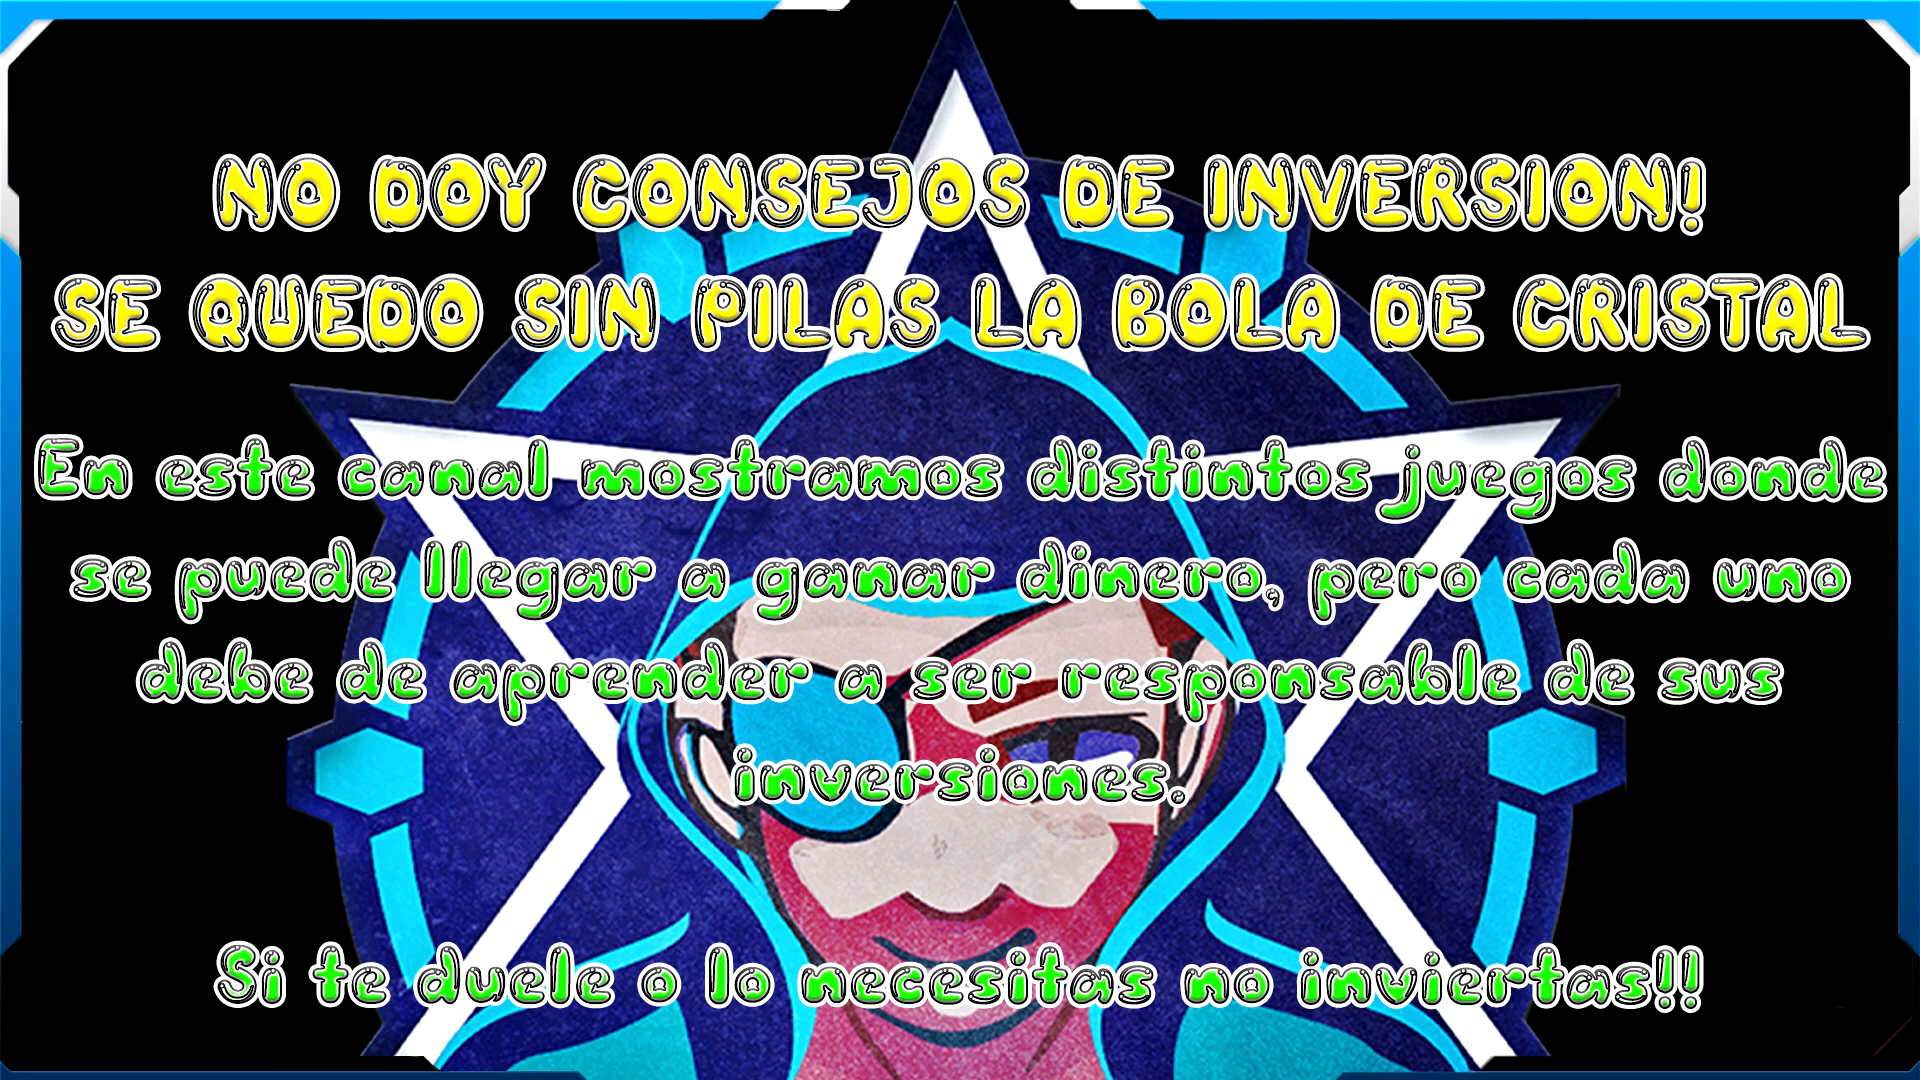 NO DOY CONSEJOS DE INVERSION!
SE QUEDO SIN PILAS LA BOLA DE CRISTAL
En este canal mostramos distintos juegos donde
se puede llegar a ganar dinero, pero cada uno
debe de aprender a ser responsable de sus
inversiones.
Si te duele o lo necesitas no inviertas!!